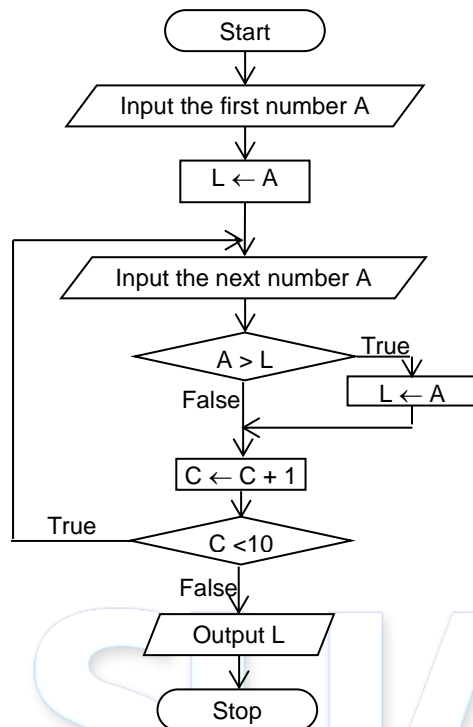 Start
Input the first number A
L ← A
Input the next number A
A > L
True
L ← A
False
C ← C + 1
True
C <10
False
Output L
Stop